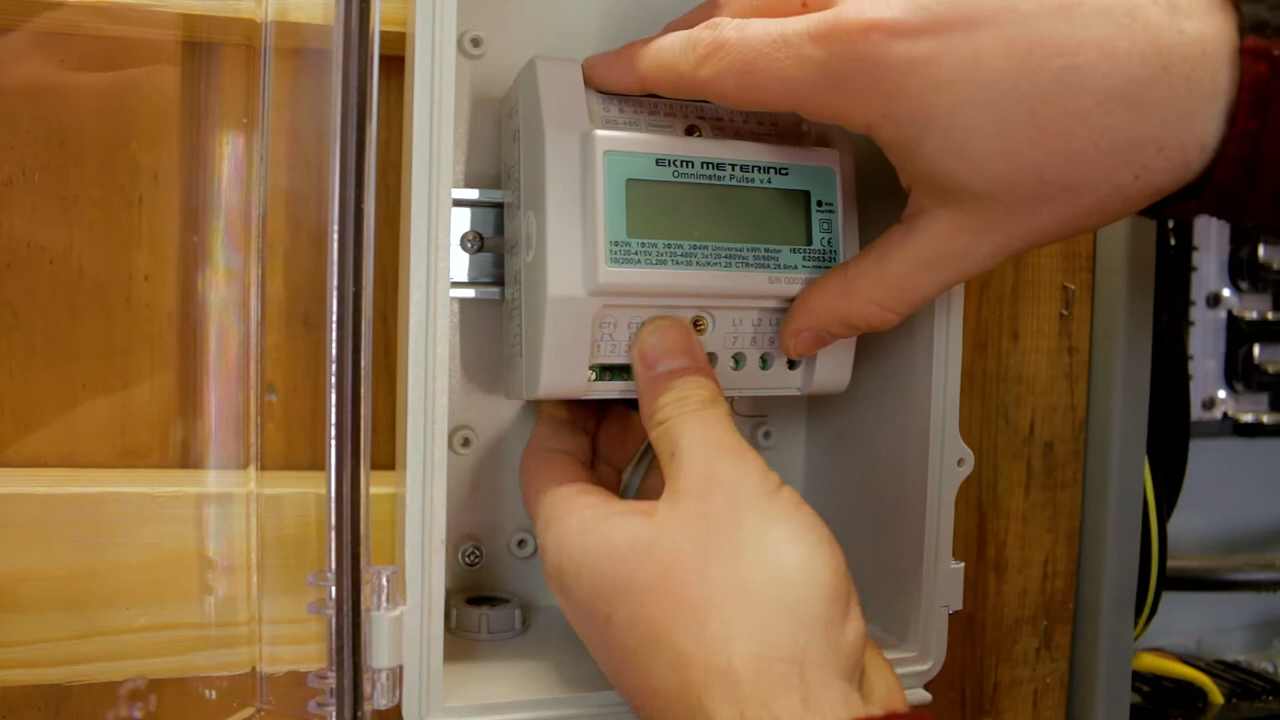 G B- A+
RS-485
EKM METERING
Omnimeter Pulse v.4
1Φ2W, 1Φ3W, 3Φ3W, 3Φ4W Universal kWh Meter
1x120-415V, 2x120-480V, 3x120-480Vac 50/60Hz
10(200)A CL200 TA=30 Kh/Kt=1.25 CTR=200A:26.6mA
CE
IEC62052-11
62053-21
S/N 0003
CT1
L1 L2 L3
1 2 3
7 8 9